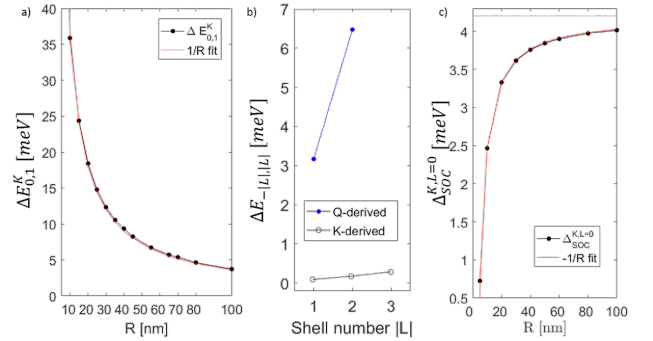 a)
40
35
30
25
20
15
10
5
0
10 20 30 40 50 60 70 80 100
R [nm]
ΔE^K_{0,1} [meV]
Δ E^K_{0,1}
1/R fit
b)
7
6
5
4
3
2
1
0
1 2 3
Shell number |L|
ΔE_{-|L|,|L|} [meV]
Q-derived
K-derived
c)
4
3.5
3
2.5
2
1.5
1
0.5
0 20 40 60 80 100
R [nm]
Δ^{K,L=0}_{SOC} [meV]
Δ^{K,L=0}_{SOC}
-1/R fit